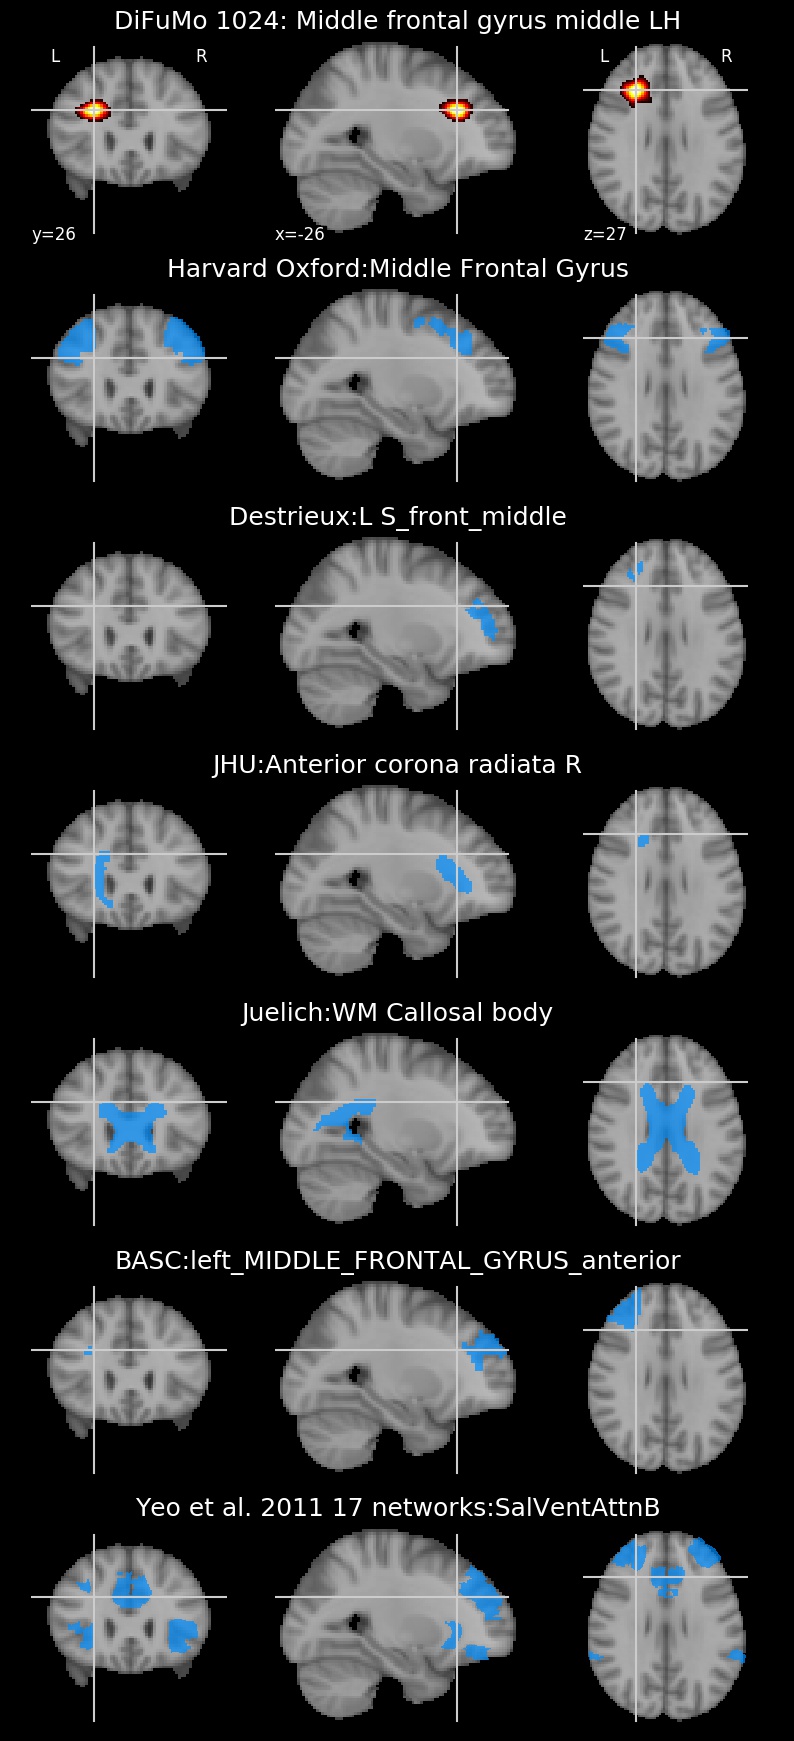 DiFuMo 1024: Middle frontal gyrus middle LH
L R L R
y=26 x=-26 z=27
Harvard Oxford:Middle Frontal Gyrus
Destrieux:L S_front_middle
JHU:Anterior corona radiata R
Juelich:WM Callosal body
BASC:left_MIDDLE_FRONTAL_GYRUS_anterior
Yeo et al. 2011 17 networks:SalVentAttnB